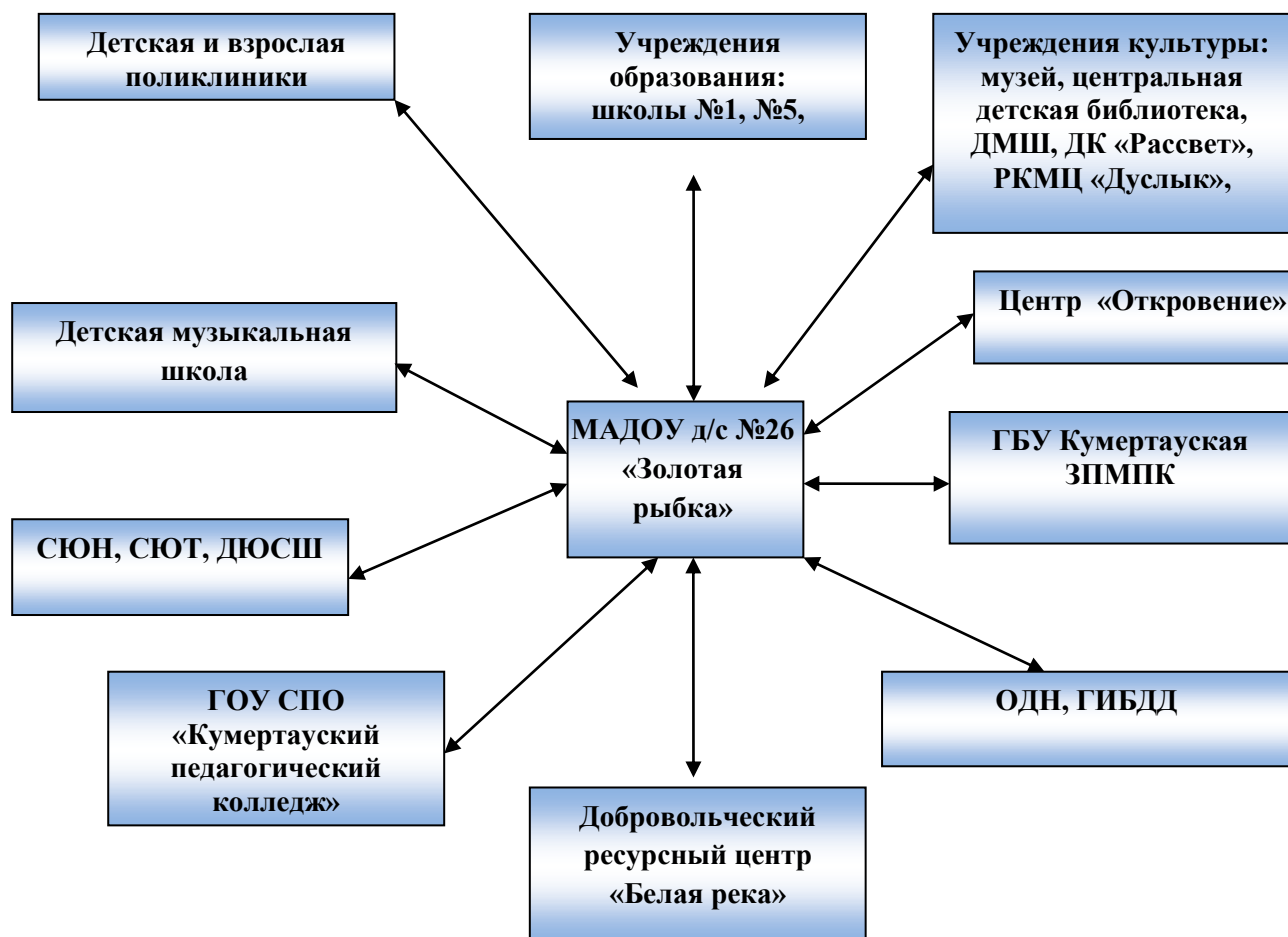 Детская и взрослая
поликлиники
Учреждения
образования:
школы №1, №5,
Учреждения культуры:
музей, центральная
детская библиотека,
ДМШ, ДК «Рассвет»,
РКМЦ «Дуслык»,
Центр «Откровение»
Детская музыкальная
школа
МАДОУ д/с №26
«Золотая
рыбка»
ГБУ Кумертауская
ЗПМПК
СЮН, СЮТ, ДЮСШ
ГОУ СПО
«Кумертауский
педагогический
колледж»
ОДН, ГИБДД
Добровольческий
ресурсный центр
«Белая река»